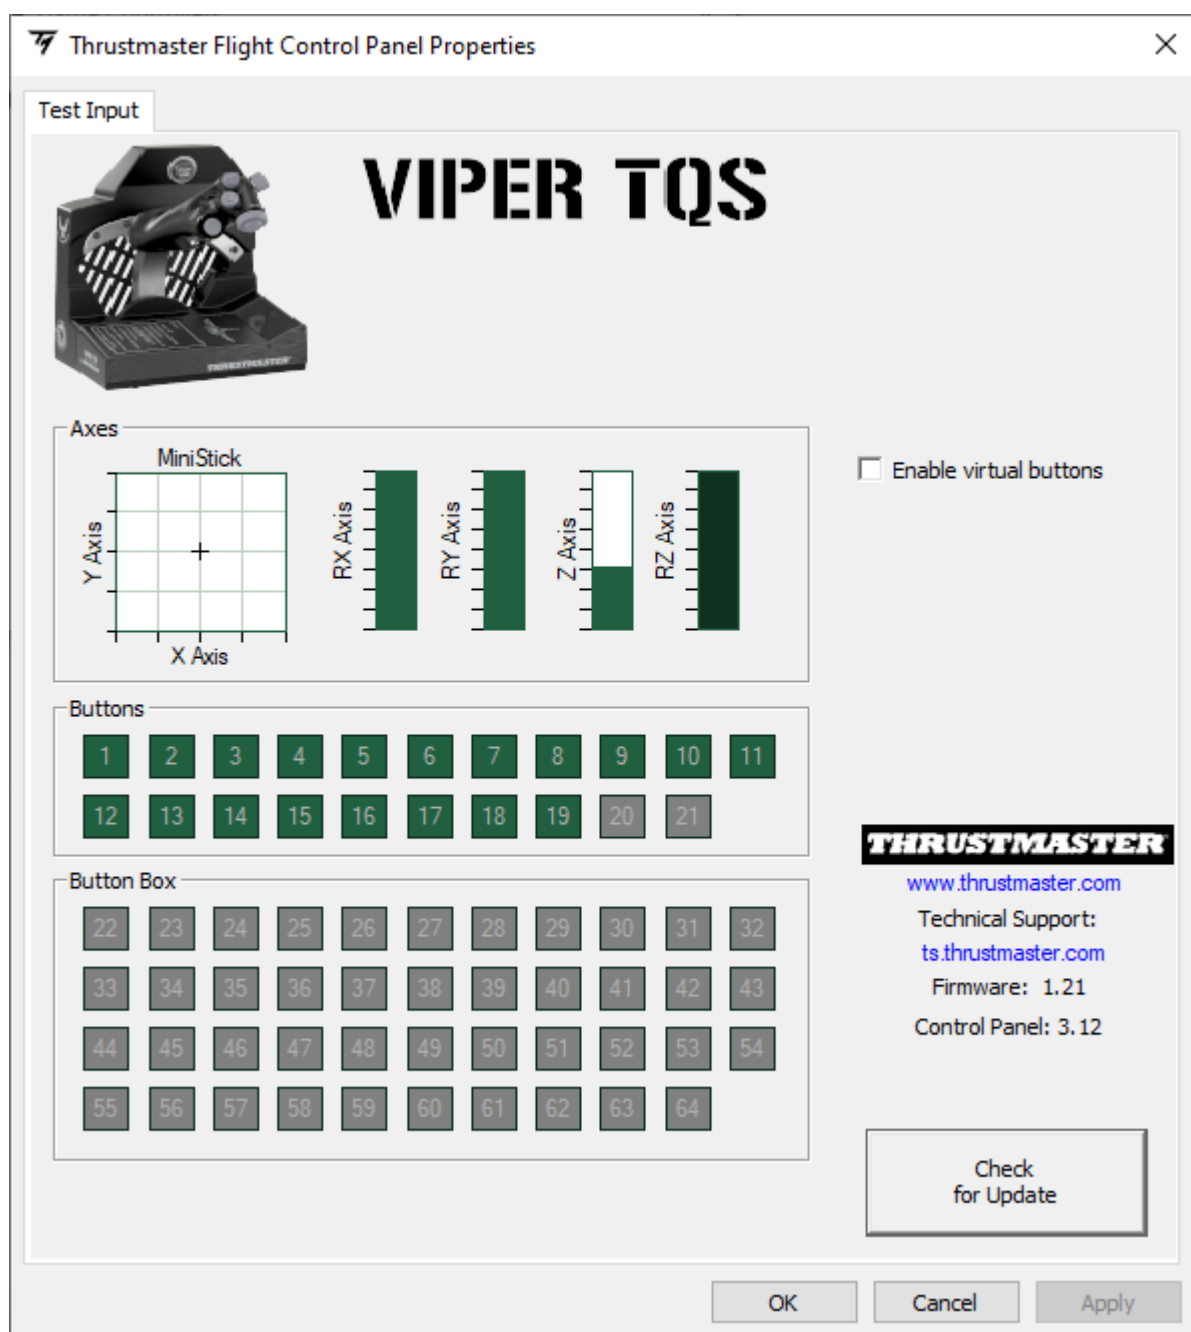 Thrustmaster Flight Control Panel Properties
Test Input
VIPER TQS
THRUSTMASTER
Axes
MiniStick
Y Axis
X Axis
RX Axis
RY Axis
Z Axis
RZ Axis
Enable virtual buttons
Buttons
1 2 3 4 5 6 7 8 9 10 11
12 13 14 15 16 17 18 19 20 21
Button Box
22 23 24 25 26 27 28 29 30 31 32
33 34 35 36 37 38 39 40 41 42 43
44 45 46 47 48 49 50 51 52 53 54
55 56 57 58 59 60 61 62 63 64
THRUSTMASTER
www.thrustmaster.com
Technical Support:
ts.thrustmaster.com
Firmware: 1.21
Control Panel: 3.12
Check
for Update
OK
Cancel
Apply